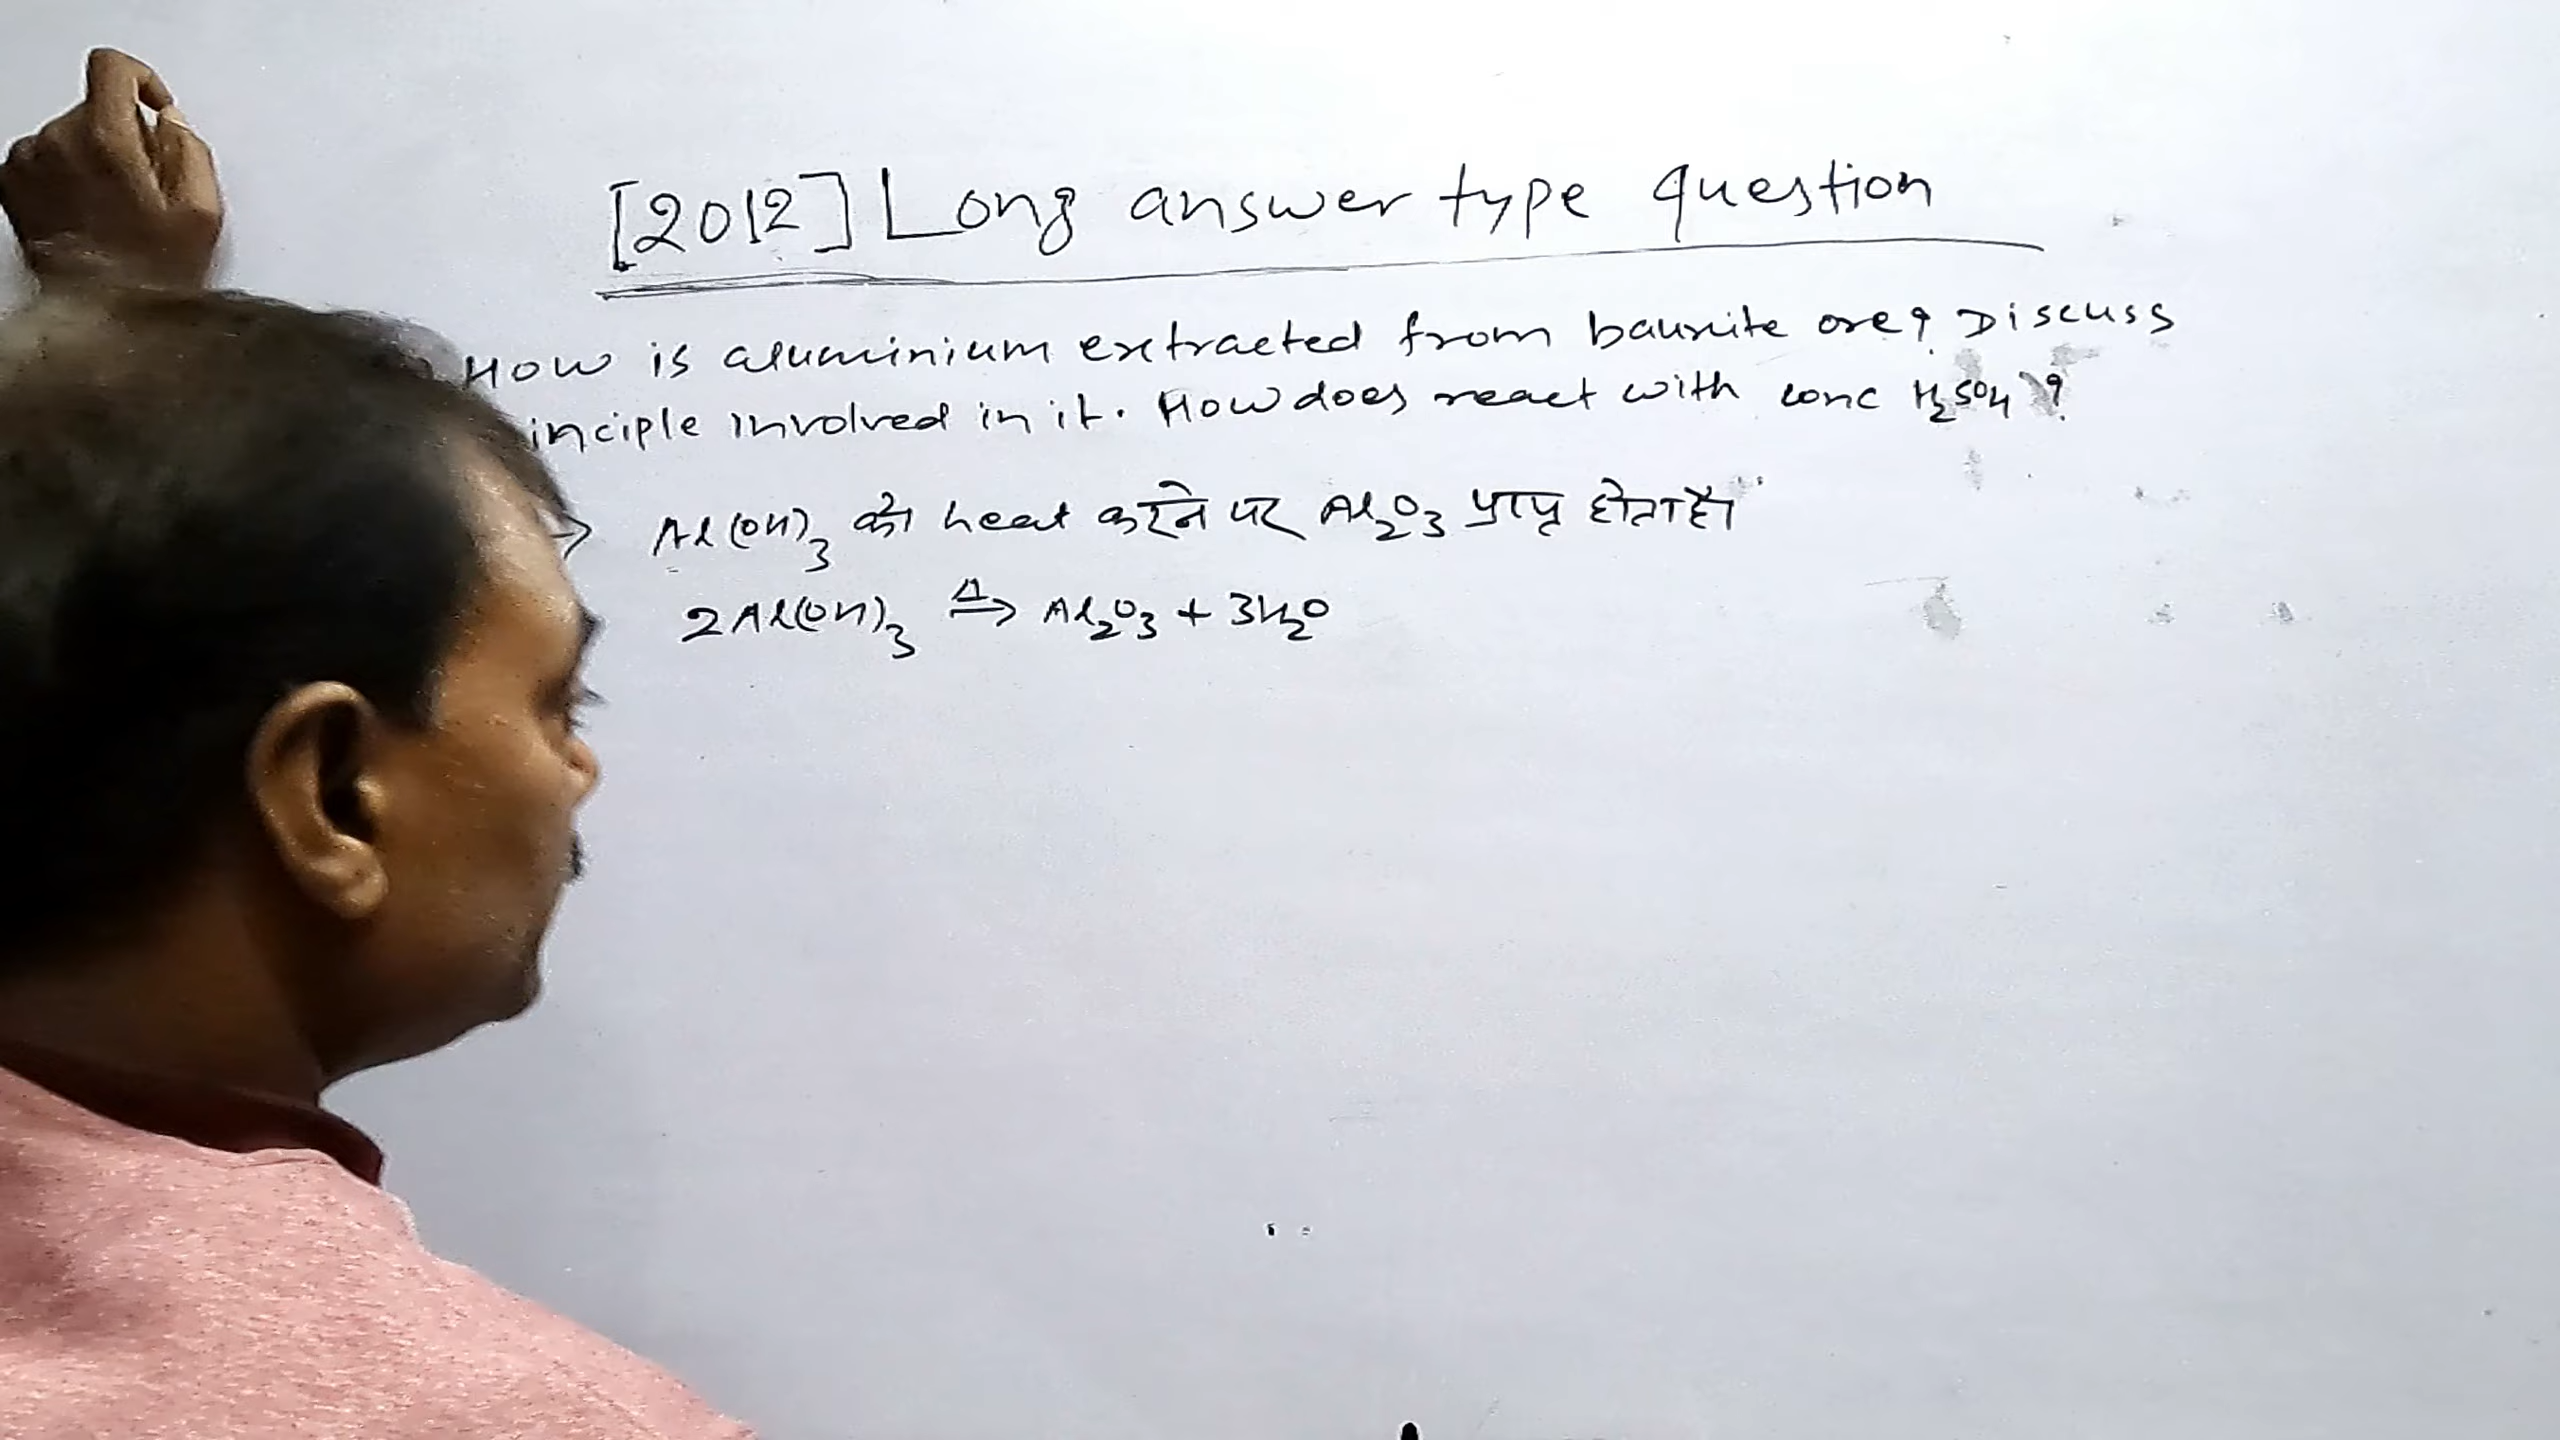 [2012] Long answer type question
How is aluminium extracted from bauxite ore? Discuss
inciple involved in it. How does react with conc H₂SO₄?
→ Al(OH)₃ को heat करने पर Al₂O₃ प्राप्त होता है।
2Al(OH)₃ Δ→ Al₂O₃ + 3H₂O